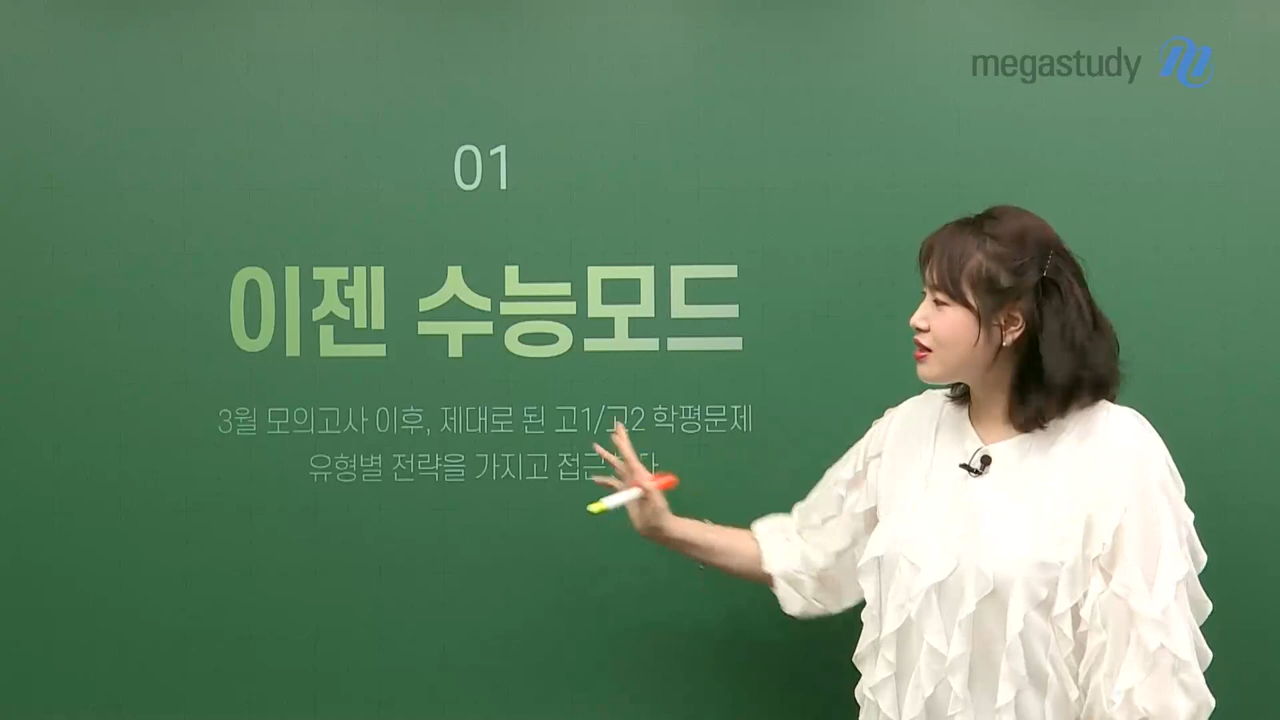 megastudy
01
이젠 수능모드
3월 모의고사 이후, 제대로 된 고1/고2 학평문제
유형별 전략을 가지고